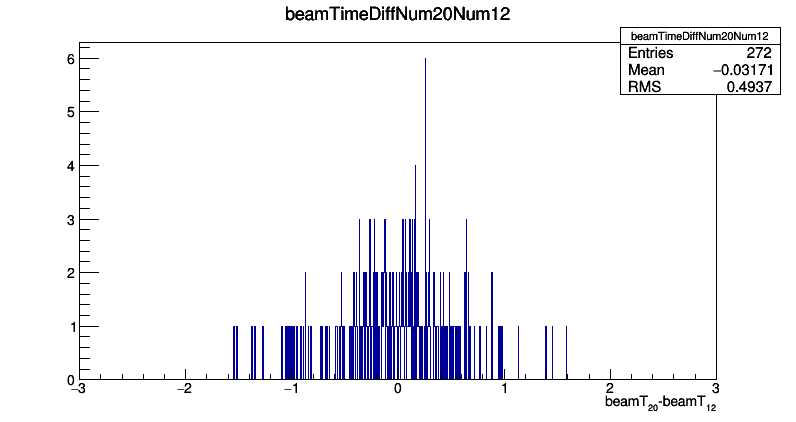 beamTimeDiffNum20Num12
beamTimeDiffNum20Num12
Entries 272
Mean −0.03171
RMS 0.4937
6
5
4
3
2
1
0
−3 −2 −1 0 1 2 3
beamT20-beamT12